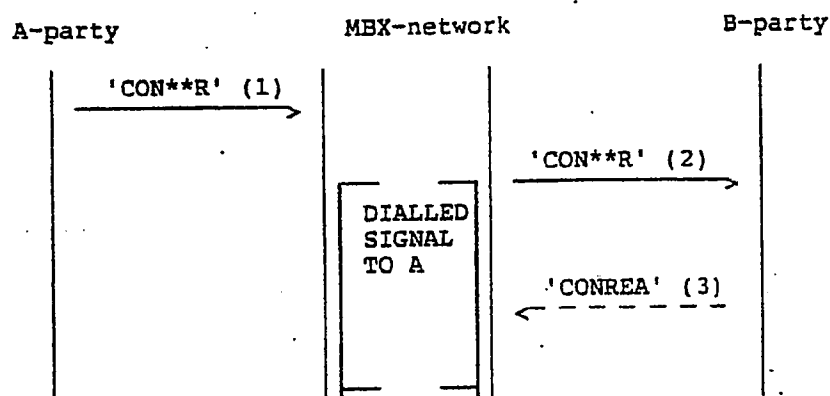 A-party MBX-network B-party
'CON**R' (1)
'CON**R' (2)
DIALLED
SIGNAL
TO A
'CONREA' (3)